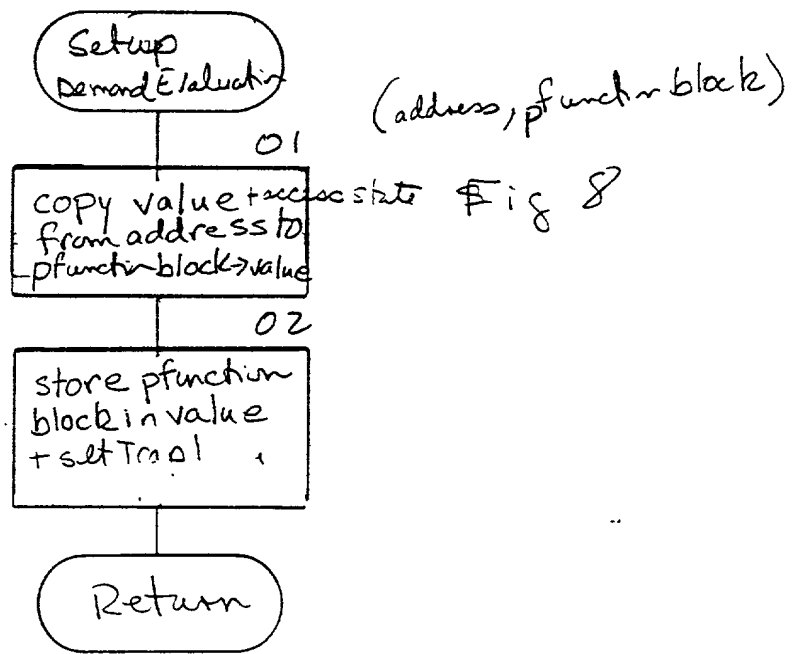 Setup
Demand Evaluation
(address, pfunction block)
01
copy value + access state
from address to
pfunction block->value
Fig 8
02
store pfunction
block in value
+ set Trap1
Return